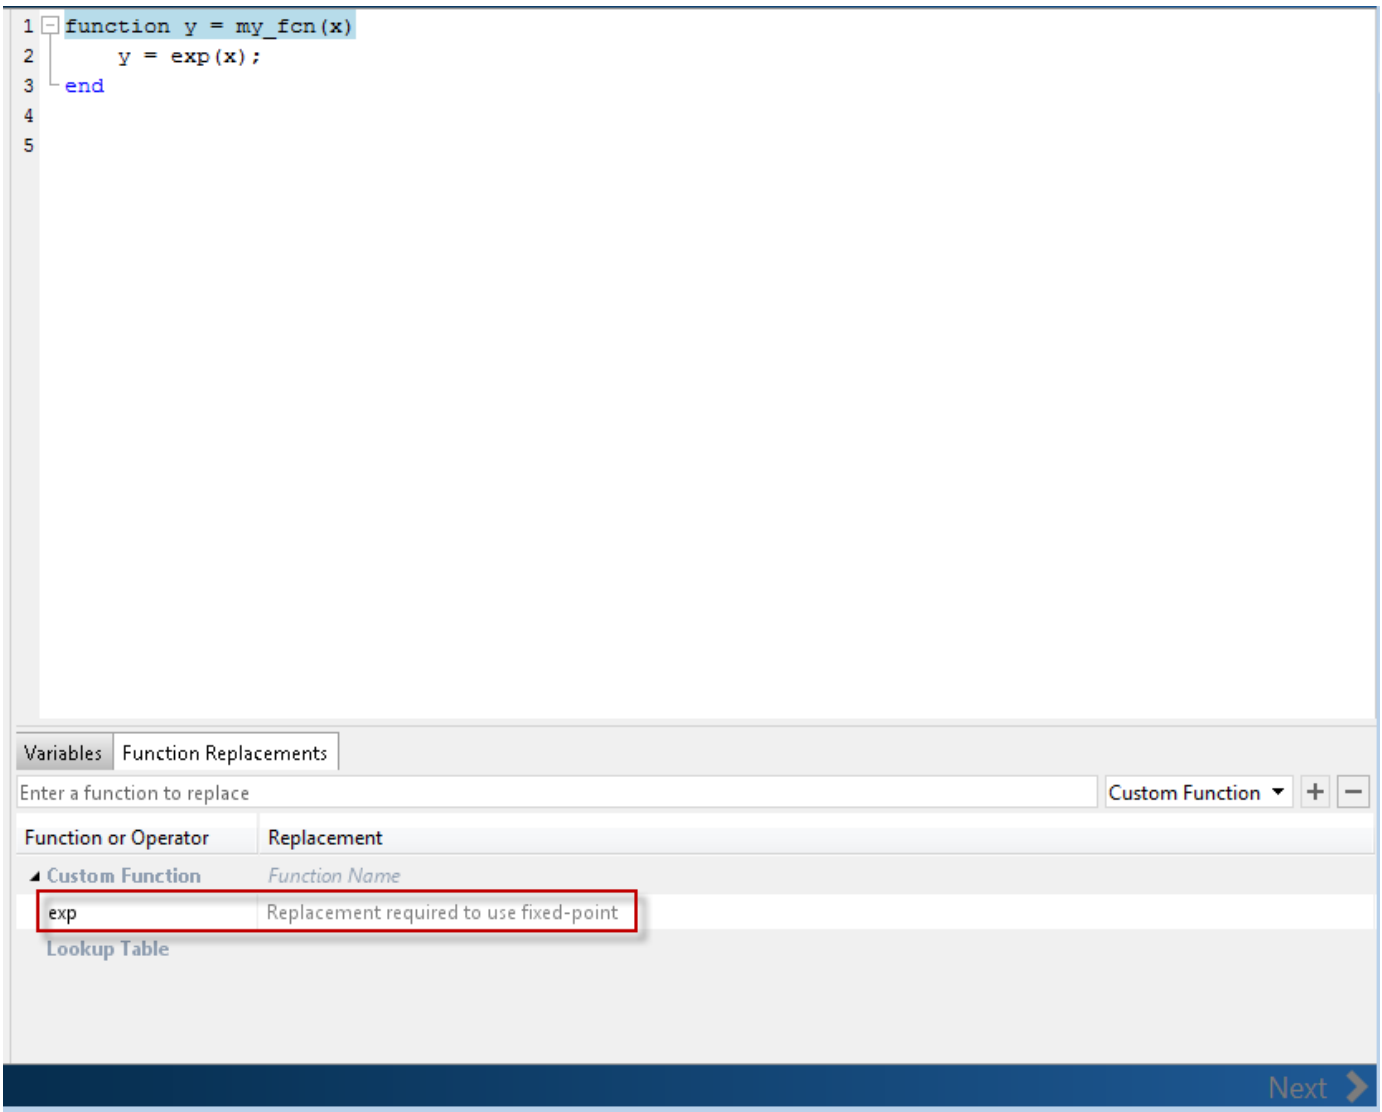 1 function y = my_fcn(x)
2 y = exp(x);
3 end
4
5
Variables Function Replacements
Enter a function to replace Custom Function + −
Function or Operator Replacement
Custom Function Function Name
exp Replacement required to use fixed-point
Lookup Table
Next